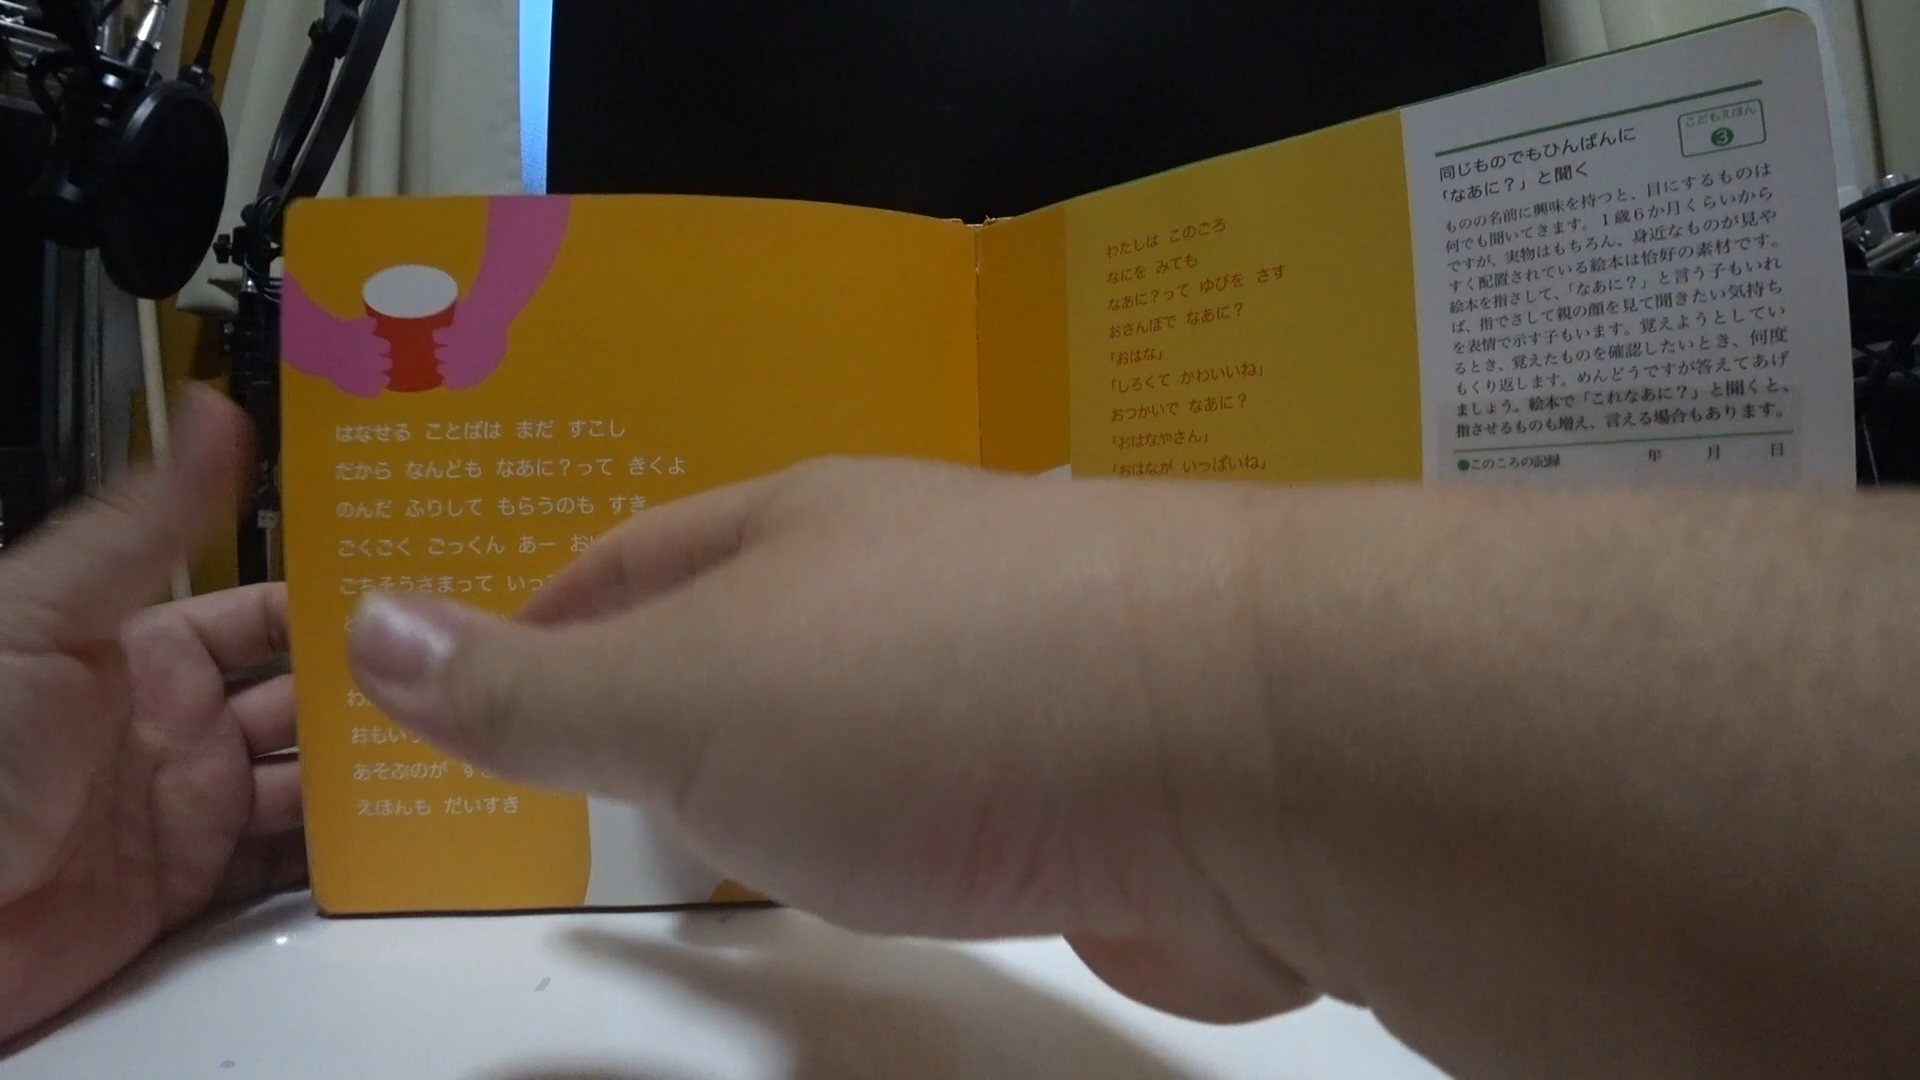 はなせる ことばは まだ すこし
だから なんども なあに？って きくよ
のんだ ふりして もらうのも すき
ごくごく ごっくん あー
ごちそうさまって
あそぶのが
えほんも だいすき
わたしは このごろ
なにを みても
なあに？って ゆびを さす
おさんぽで なあに？
「おはな」
「しろくて かわいいね」
おつかいで なあに？
「おはなやさん」
「おはなが いっぱいね」
こどもえほん
3
同じものでもひんぱんに
「なあに？」と聞く
ものの名前に興味を持つと、目にするものは
何でも聞いてきます。1歳6か月くらいから
ですが、実物はもちろん、身近なものが見や
すく配置されている絵本は恰好の素材です。
絵本を指さして、「なあに？」と言う子もいれ
ば、指でさして親の顔を見て聞きたい気持ち
を表情で示す子もいます。覚えようとしてい
るとき、覚えたものを確認したいとき、何度
もくり返します。めんどうですが答えてあげ
ましょう。絵本で「これなあに？」と聞くと、
指させるものも増え、言える場合もあります。
●このころの記録 年 月 日